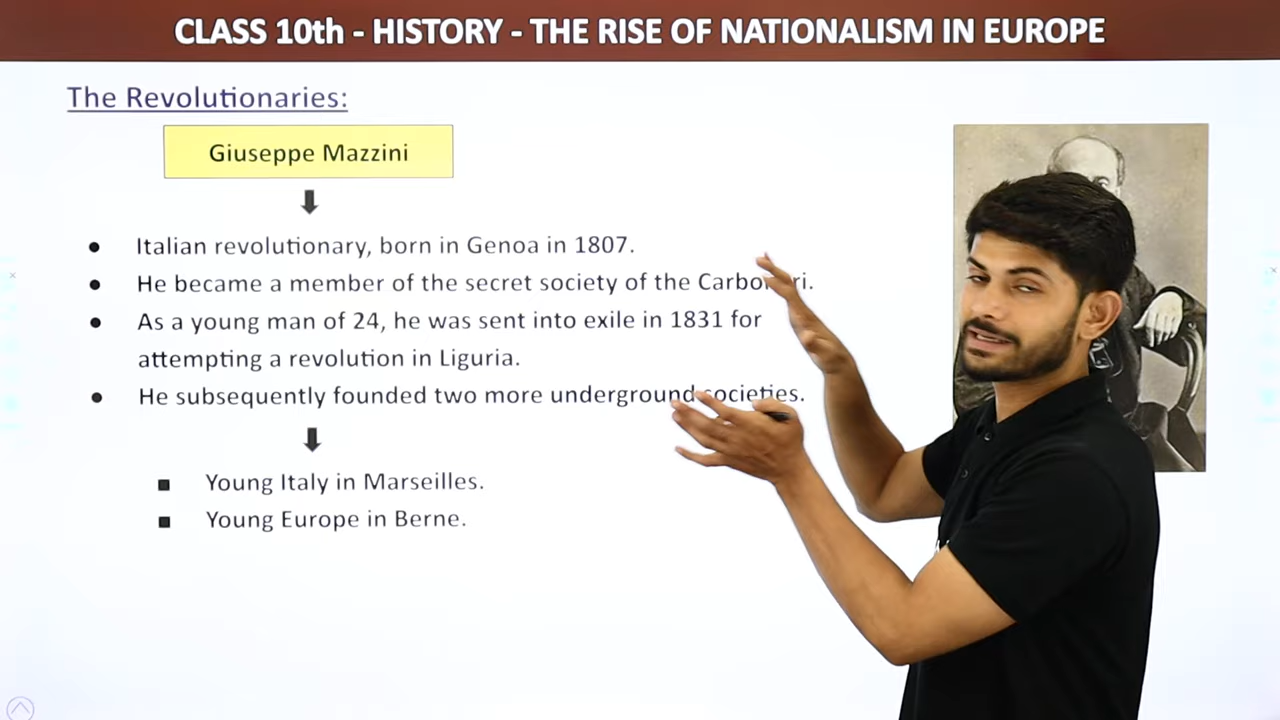 CLASS 10th - HISTORY - THE RISE OF NATIONALISM IN EUROPE
The Revolutionaries:
Giuseppe Mazzini
● Italian revolutionary, born in Genoa in 1807.
● He became a member of the secret society of the
● As a young man of 24, he was sent into exile in 1831 for
attempting a revolution in Liguria.
● He subsequently founded two more underground societies.
■ Young Italy in Marseilles.
■ Young Europe in Berne.